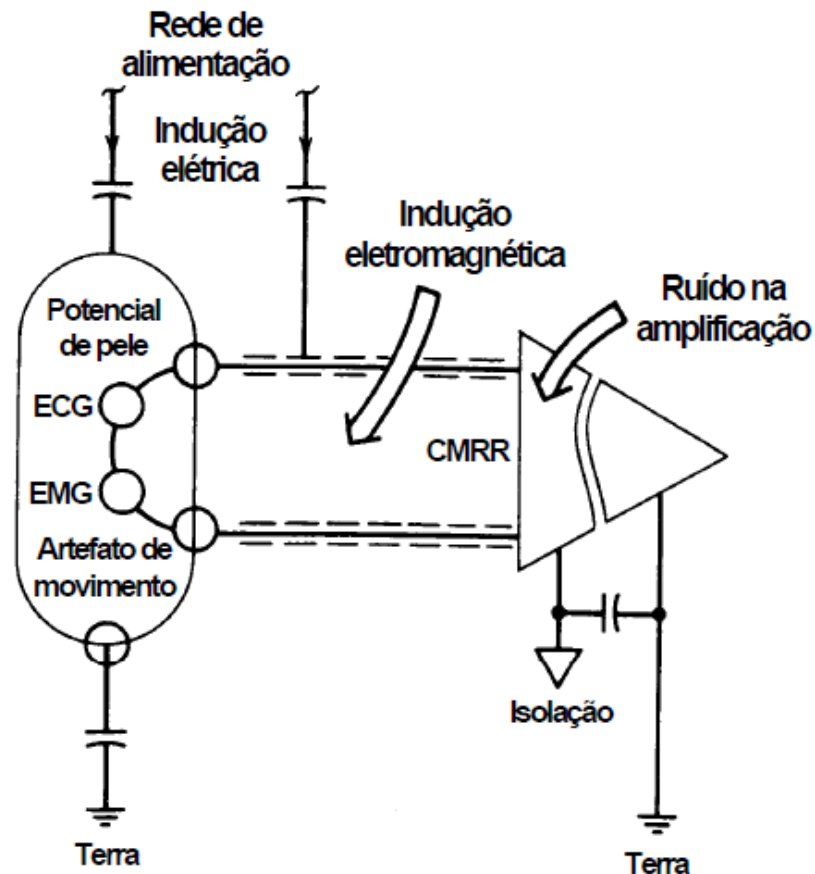 Rede de
alimentação
Indução
elétrica
Indução
eletromagnética
Ruído na
amplificação
Potencial
de pele
ECG
EMG
Artefato de
movimento
CMRR
Isolação
Terra
Terra